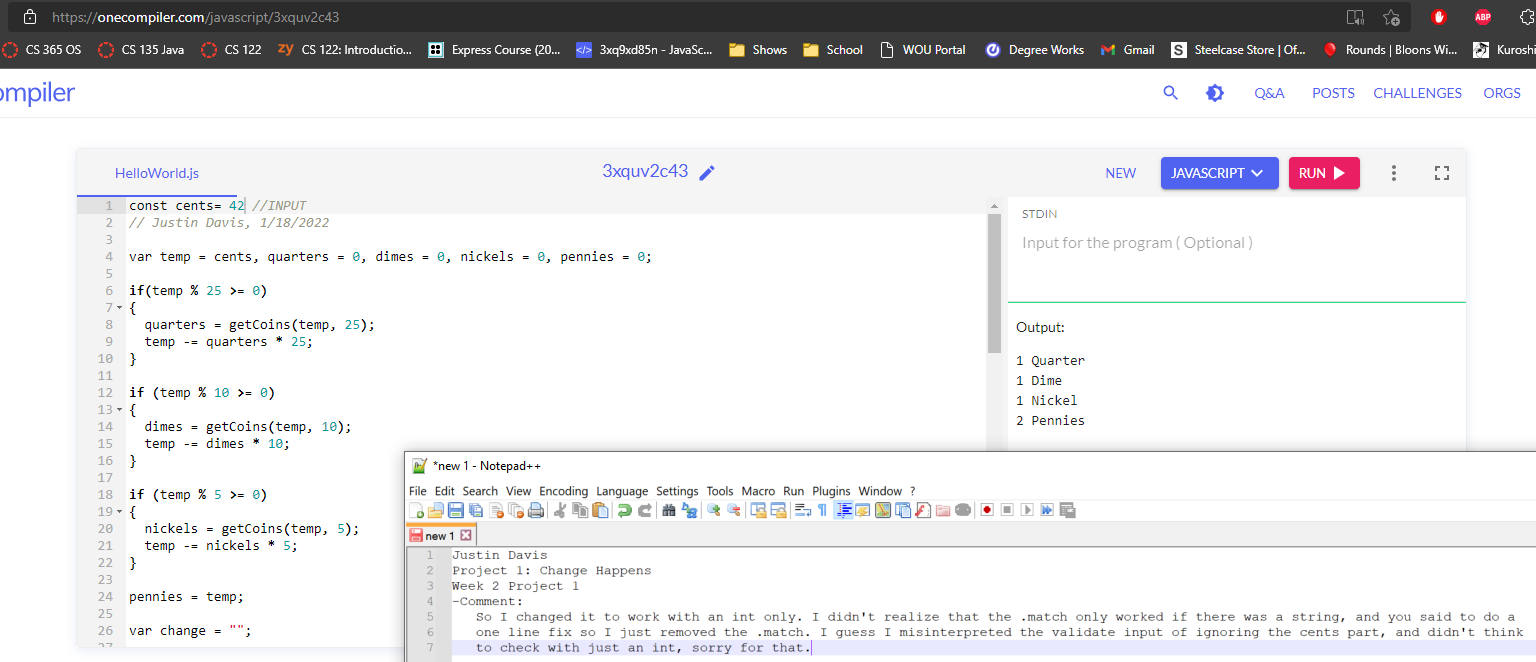 https://onecompiler.com/javascript/3xquv2c43
ABP
CS 365 OS
CS 135 Java
CS 122
zy CS 122: Introductio...
Express Course (20...
</> 3xq9xd85n - JavaSc...
Shows
School
WOU Portal
Degree Works
Gmail
S Steelcase Store | Of...
Rounds | Bloons Wi...
Kuroshi
ompiler
Q&A
POSTS
CHALLENGES
ORGS
HelloWorld.js
3xquv2c43
NEW
JAVASCRIPT
RUN
1 const cents= 42 //INPUT
2 // Justin Davis, 1/18/2022
3
4 var temp = cents, quarters = 0, dimes = 0, nickels = 0, pennies = 0;
5
6 if(temp % 25 >= 0)
7 {
8 quarters = getCoins(temp, 25);
9 temp -= quarters * 25;
10 }
11
12 if (temp % 10 >= 0)
13 {
14 dimes = getCoins(temp, 10);
15 temp -= dimes * 10;
16 }
17
18 if (temp % 5 >= 0)
19 {
20 nickels = getCoins(temp, 5);
21 temp -= nickels * 5;
22 }
23
24 pennies = temp;
25
26 var change = "";
27
STDIN
Input for the program ( Optional )
Output:
1 Quarter
1 Dime
1 Nickel
2 Pennies
*new 1 - Notepad++
File Edit Search View Encoding Language Settings Tools Macro Run Plugins Window ?
new 1
1 Justin Davis
2 Project 1: Change Happens
3 Week 2 Project 1
4 -Comment:
5 So I changed it to work with an int only. I didn't realize that the .match only worked if there was a string, and you said to do a
6 one line fix so I just removed the .match. I guess I misinterpreted the validate input of ignoring the cents part, and didn't think
7 to check with just an int, sorry for that.